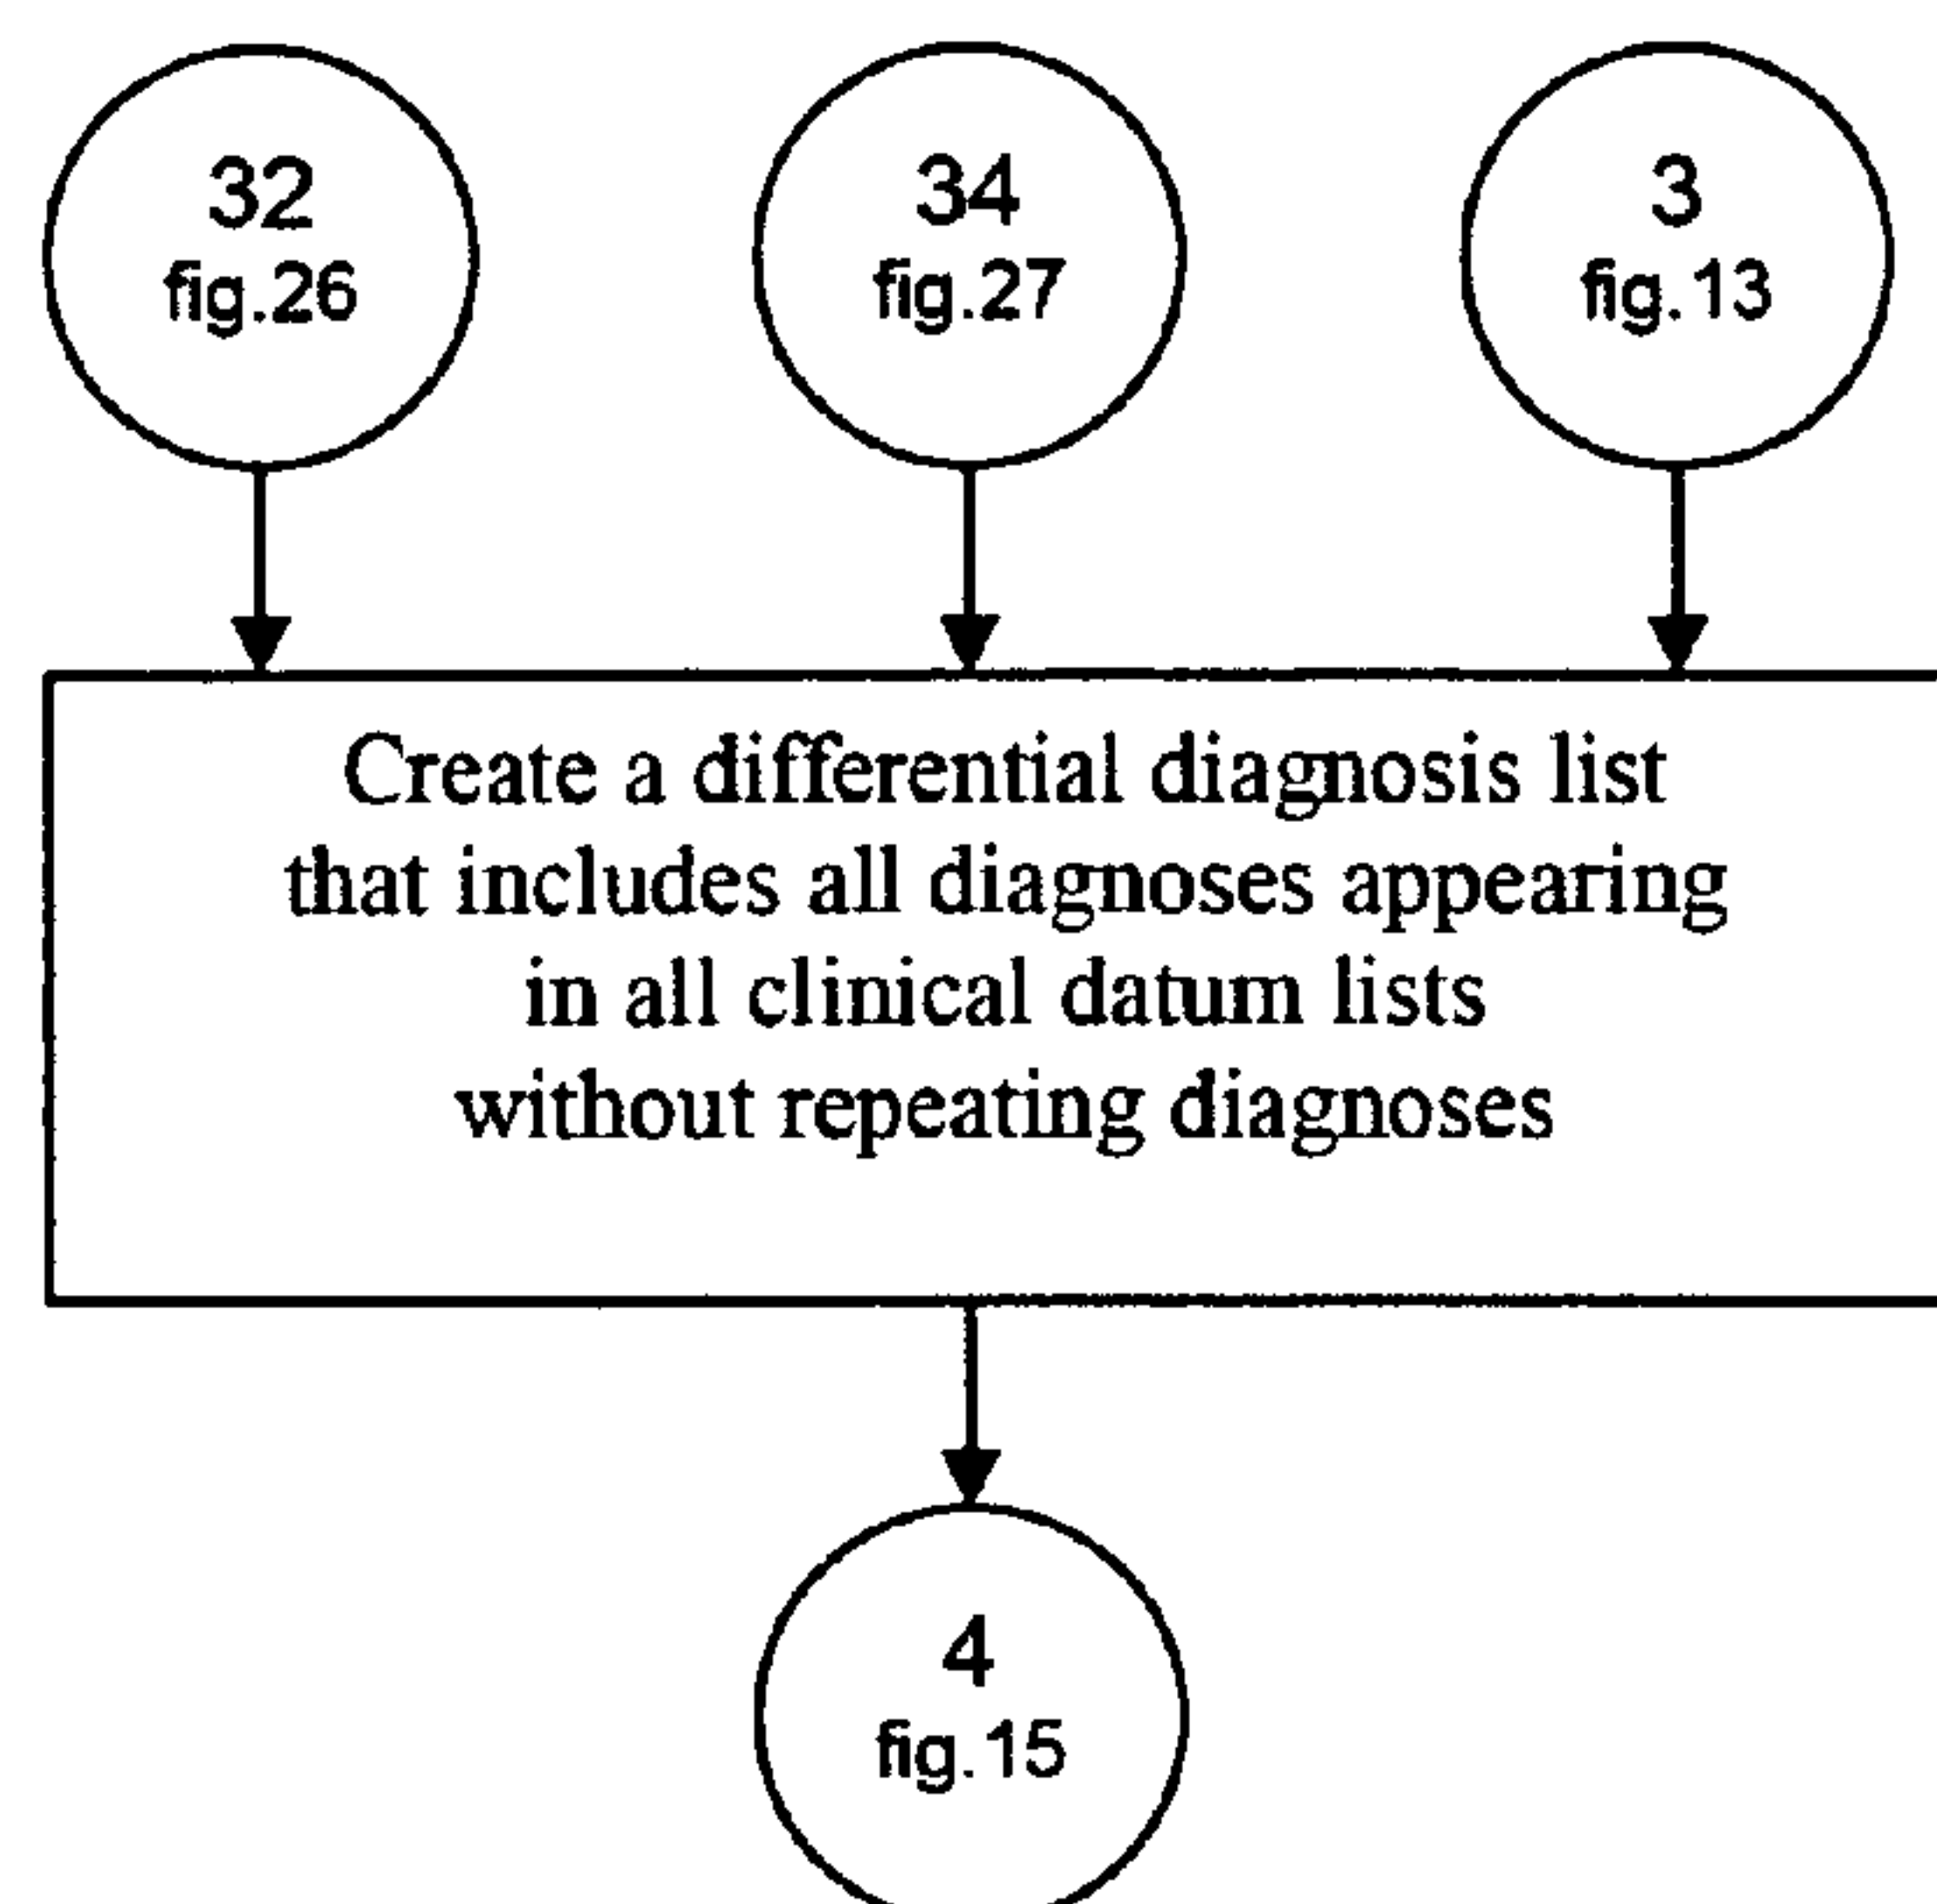 32
fig.26
34
fig.27
3
fig.13
Create a differential diagnosis list
that includes all diagnoses appearing
in all clinical datum lists
without repeating diagnoses
4
fig.15